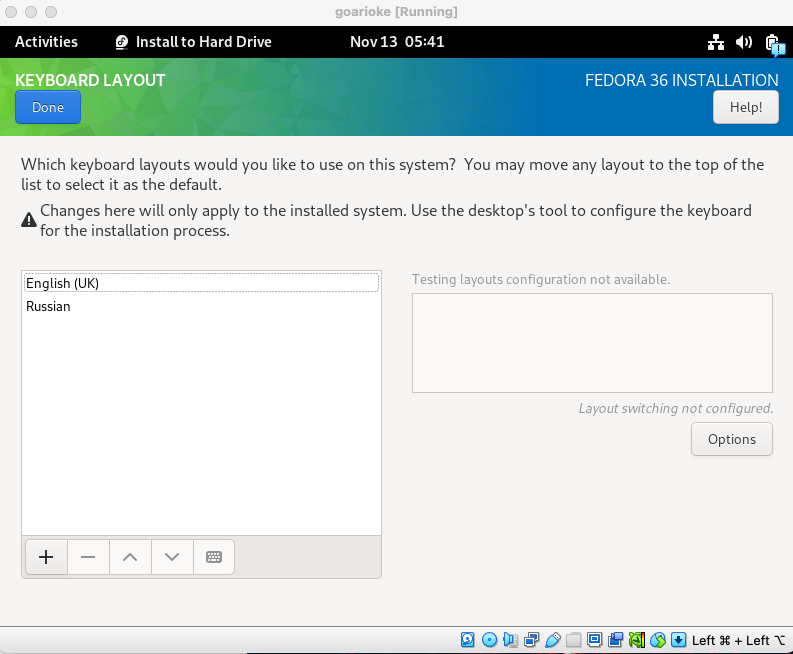 goarioke [Running]
Activities Install to Hard Drive Nov 13 05:41
KEYBOARD LAYOUT
FEDORA 36 INSTALLATION
Done
Help!
Which keyboard layouts would you like to use on this system? You may move any layout to the top of the
list to select it as the default.
Changes here will only apply to the installed system. Use the desktop's tool to configure the keyboard
for the installation process.
English (UK)
Russian
Testing layouts configuration not available.
Layout switching not configured.
Options
Left ⌘ + Left ⌥